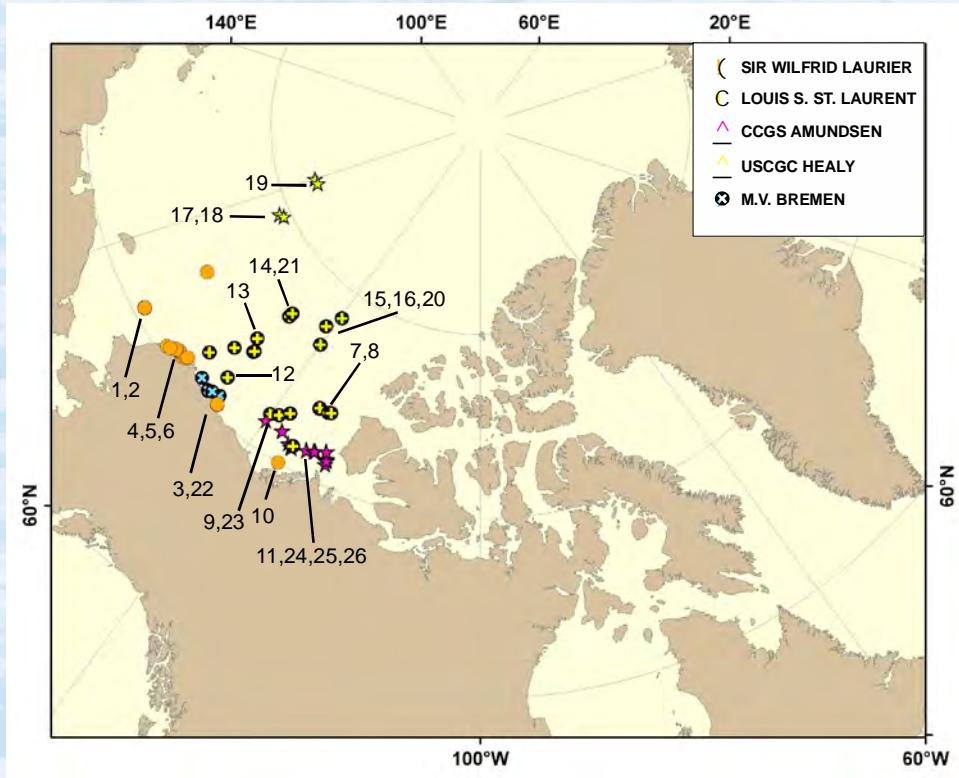 140°E 100°E 60°E 20°E
SIR WILFRID LAURIER
LOUIS S. ST. LAURENT
CCGS AMUNDSEN
USCGC HEALY
M.V. BREMEN
19
17,18
14,21
13
15,16,20
7,8
12
1,2
4,5,6
3,22
9,23
10
11,24,25,26
60°N
60°N
100°W
60°W